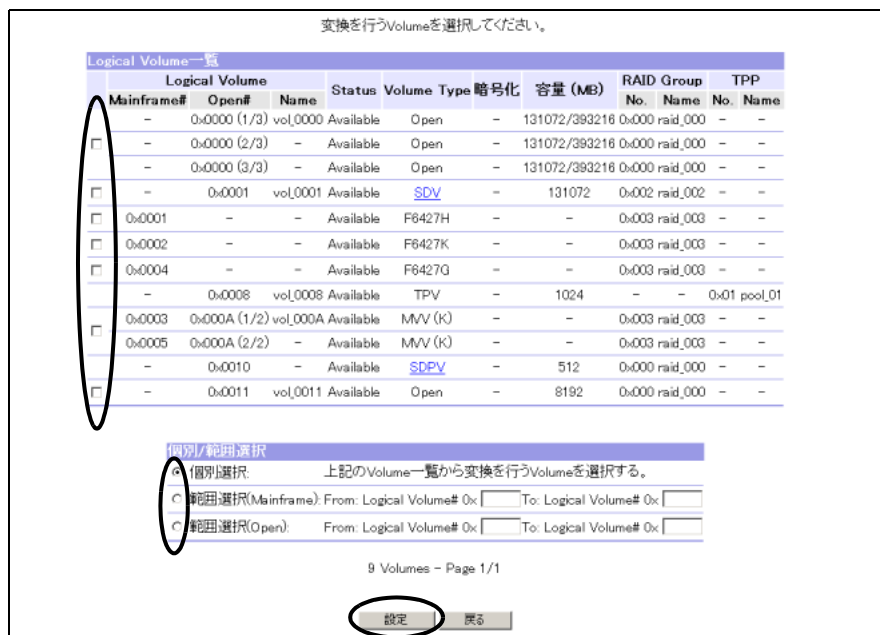 変換を行うVolumeを選択してください。
Logical Volume一覧
Logical Volume Status Volume Type 暗号化 容量 (MB) RAID Group TPP
Mainframe# Open# Name No. Name No. Name
- 0x0000 (1/3) vol_0000 Available Open - 131072/393216 0x000 raid_000 - -
- 0x0000 (2/3) - Available Open - 131072/393216 0x000 raid_000 - -
- 0x0000 (3/3) - Available Open - 131072/393216 0x000 raid_000 - -
- 0x0001 vol_0001 Available SDV - 131072 0x002 raid_002 - -
0x0001 - - Available F6427H - - 0x003 raid_003 - -
0x0002 - - Available F6427K - - 0x003 raid_003 - -
0x0004 - - Available F6427G - - 0x003 raid_003 - -
- 0x0008 vol_0008 Available TPV - 1024 - - 0x01 pool_01
0x0003 0x000A (1/2) vol_000A Available MVV (K) - - 0x003 raid_003 - -
0x0005 0x000A (2/2) - Available MVV (K) - - 0x003 raid_003 - -
- 0x0010 - Available SDPV - 512 0x000 raid_000 - -
- 0x0011 vol_0011 Available Open - 8192 0x000 raid_000 - -
個別/範囲選択
個別選択: 上記のVolume一覧から変換を行うVolumeを選択する。
範囲選択(Mainframe): From: Logical Volume# 0x To: Logical Volume# 0x
範囲選択(Open): From: Logical Volume# 0x To: Logical Volume# 0x
9 Volumes - Page 1/1
設定 戻る